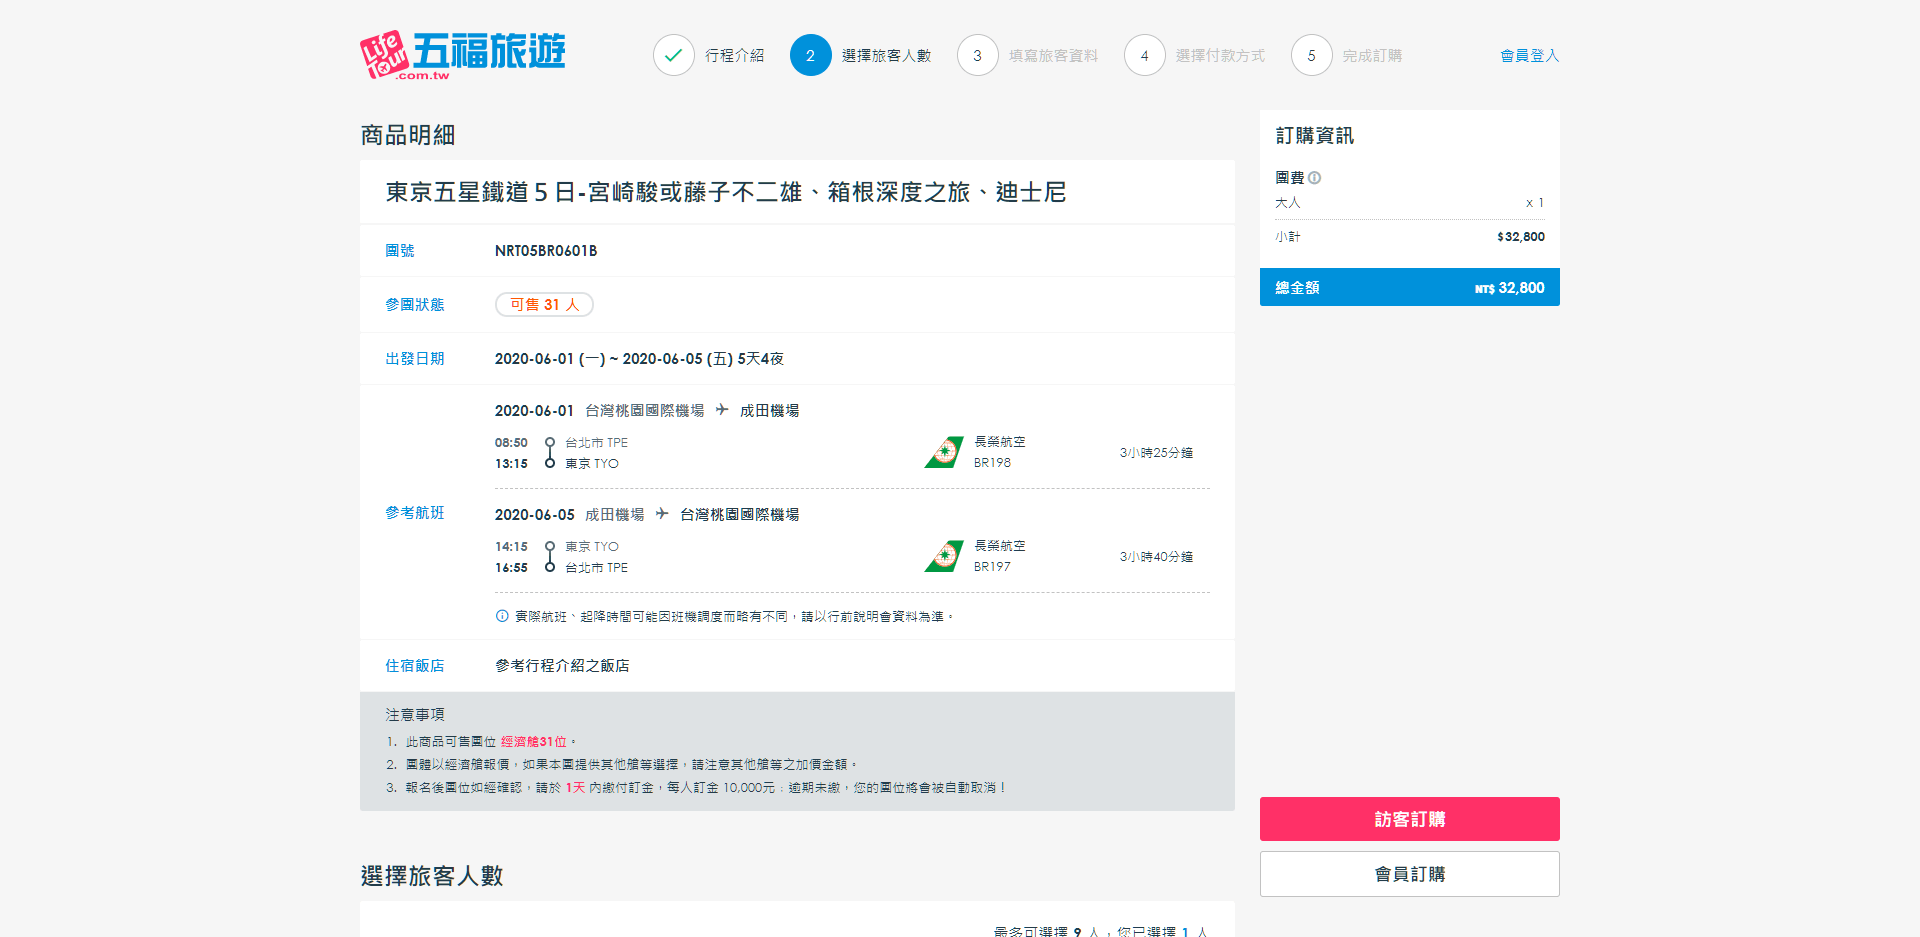 Life Tour 五福旅遊 .com.tw
行程介紹 2 選擇旅客人數 3 填寫旅客資料 4 選擇付款方式 5 完成訂購 會員登入
商品明細
東京五星鐵道5日-宮崎駿或藤子不二雄、箱根深度之旅、迪士尼
團號 NRT05BR0601B
參團狀態 可售 31 人
出發日期 2020-06-01 (一) ~ 2020-06-05 (五) 5天4夜
參考航班
2020-06-01 台灣桃園國際機場 成田機場
08:50 台北市 TPE
13:15 東京 TYO
長榮航空
BR198
3小時25分鐘
2020-06-05 成田機場 台灣桃園國際機場
14:15 東京 TYO
16:55 台北市 TPE
長榮航空
BR197
3小時40分鐘
實際航班、起降時間可能因班機調度而略有不同，請以行前說明會資料為準。
住宿飯店 參考行程介紹之飯店
注意事項
1. 此商品可售團位 經濟艙31位。
2. 團體以經濟艙報價，如果本團提供其他艙等選擇，請注意其他艙等之加價金額。
3. 報名後團位如經確認，請於 1天 內繳付訂金，每人訂金 10,000元；逾期未繳，您的團位將會被自動取消！
選擇旅客人數
最多可選擇 9 人，您已選擇 1 人
訂購資訊
團費
大人 x 1
小計 $32,800
總金額 NT$ 32,800
訪客訂購
會員訂購